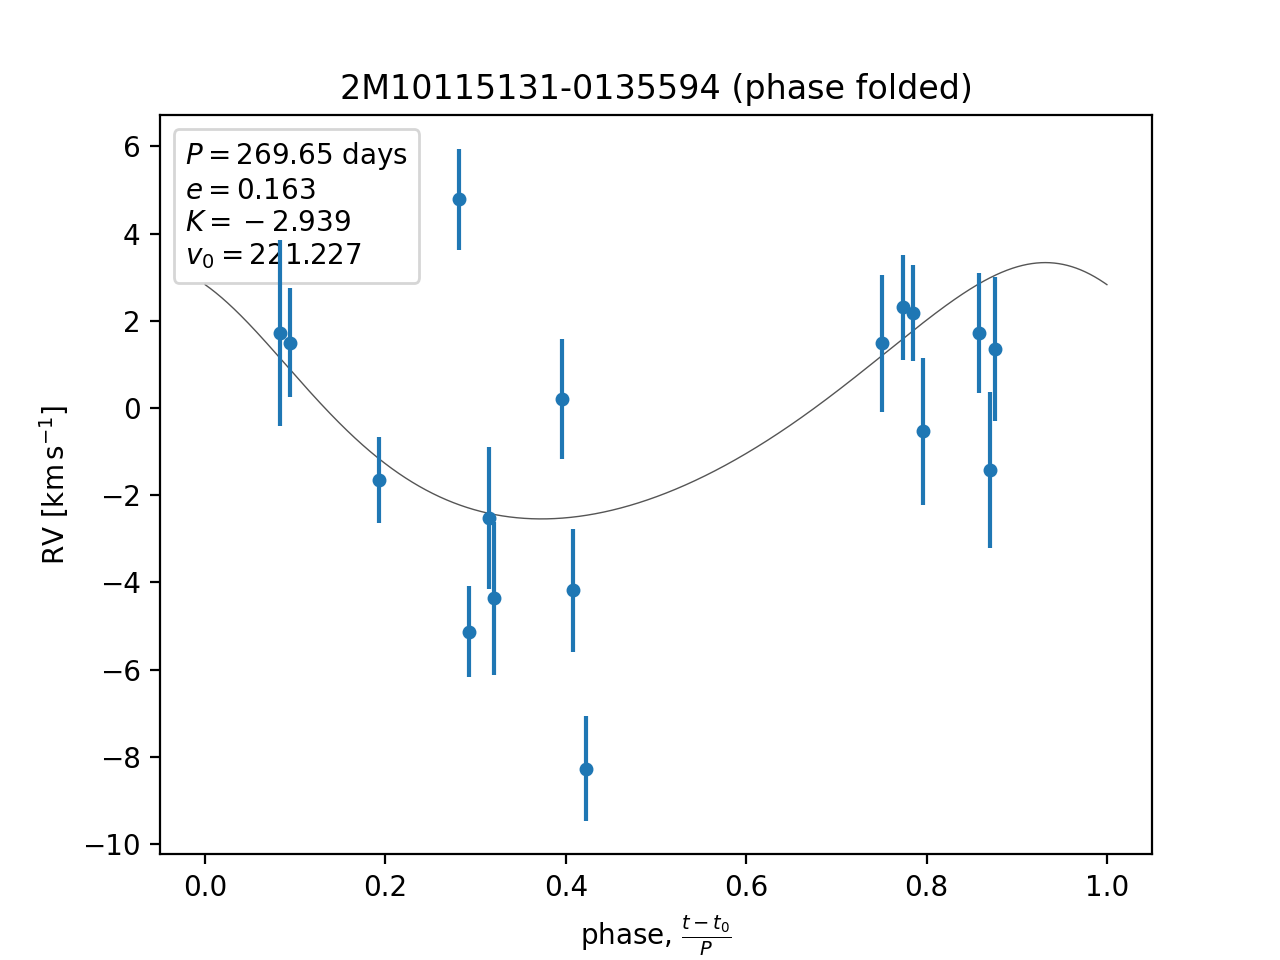 2M10115131-0135594 (phase folded)
P = 269.65 days
e = 0.163
K = −2.939
v₀ = 221.227
6
4
2
0
−2
−4
−6
−8
−10
RV [km s⁻¹]
0.0 0.2 0.4 0.6 0.8 1.0
phase, (t − t₀)/P